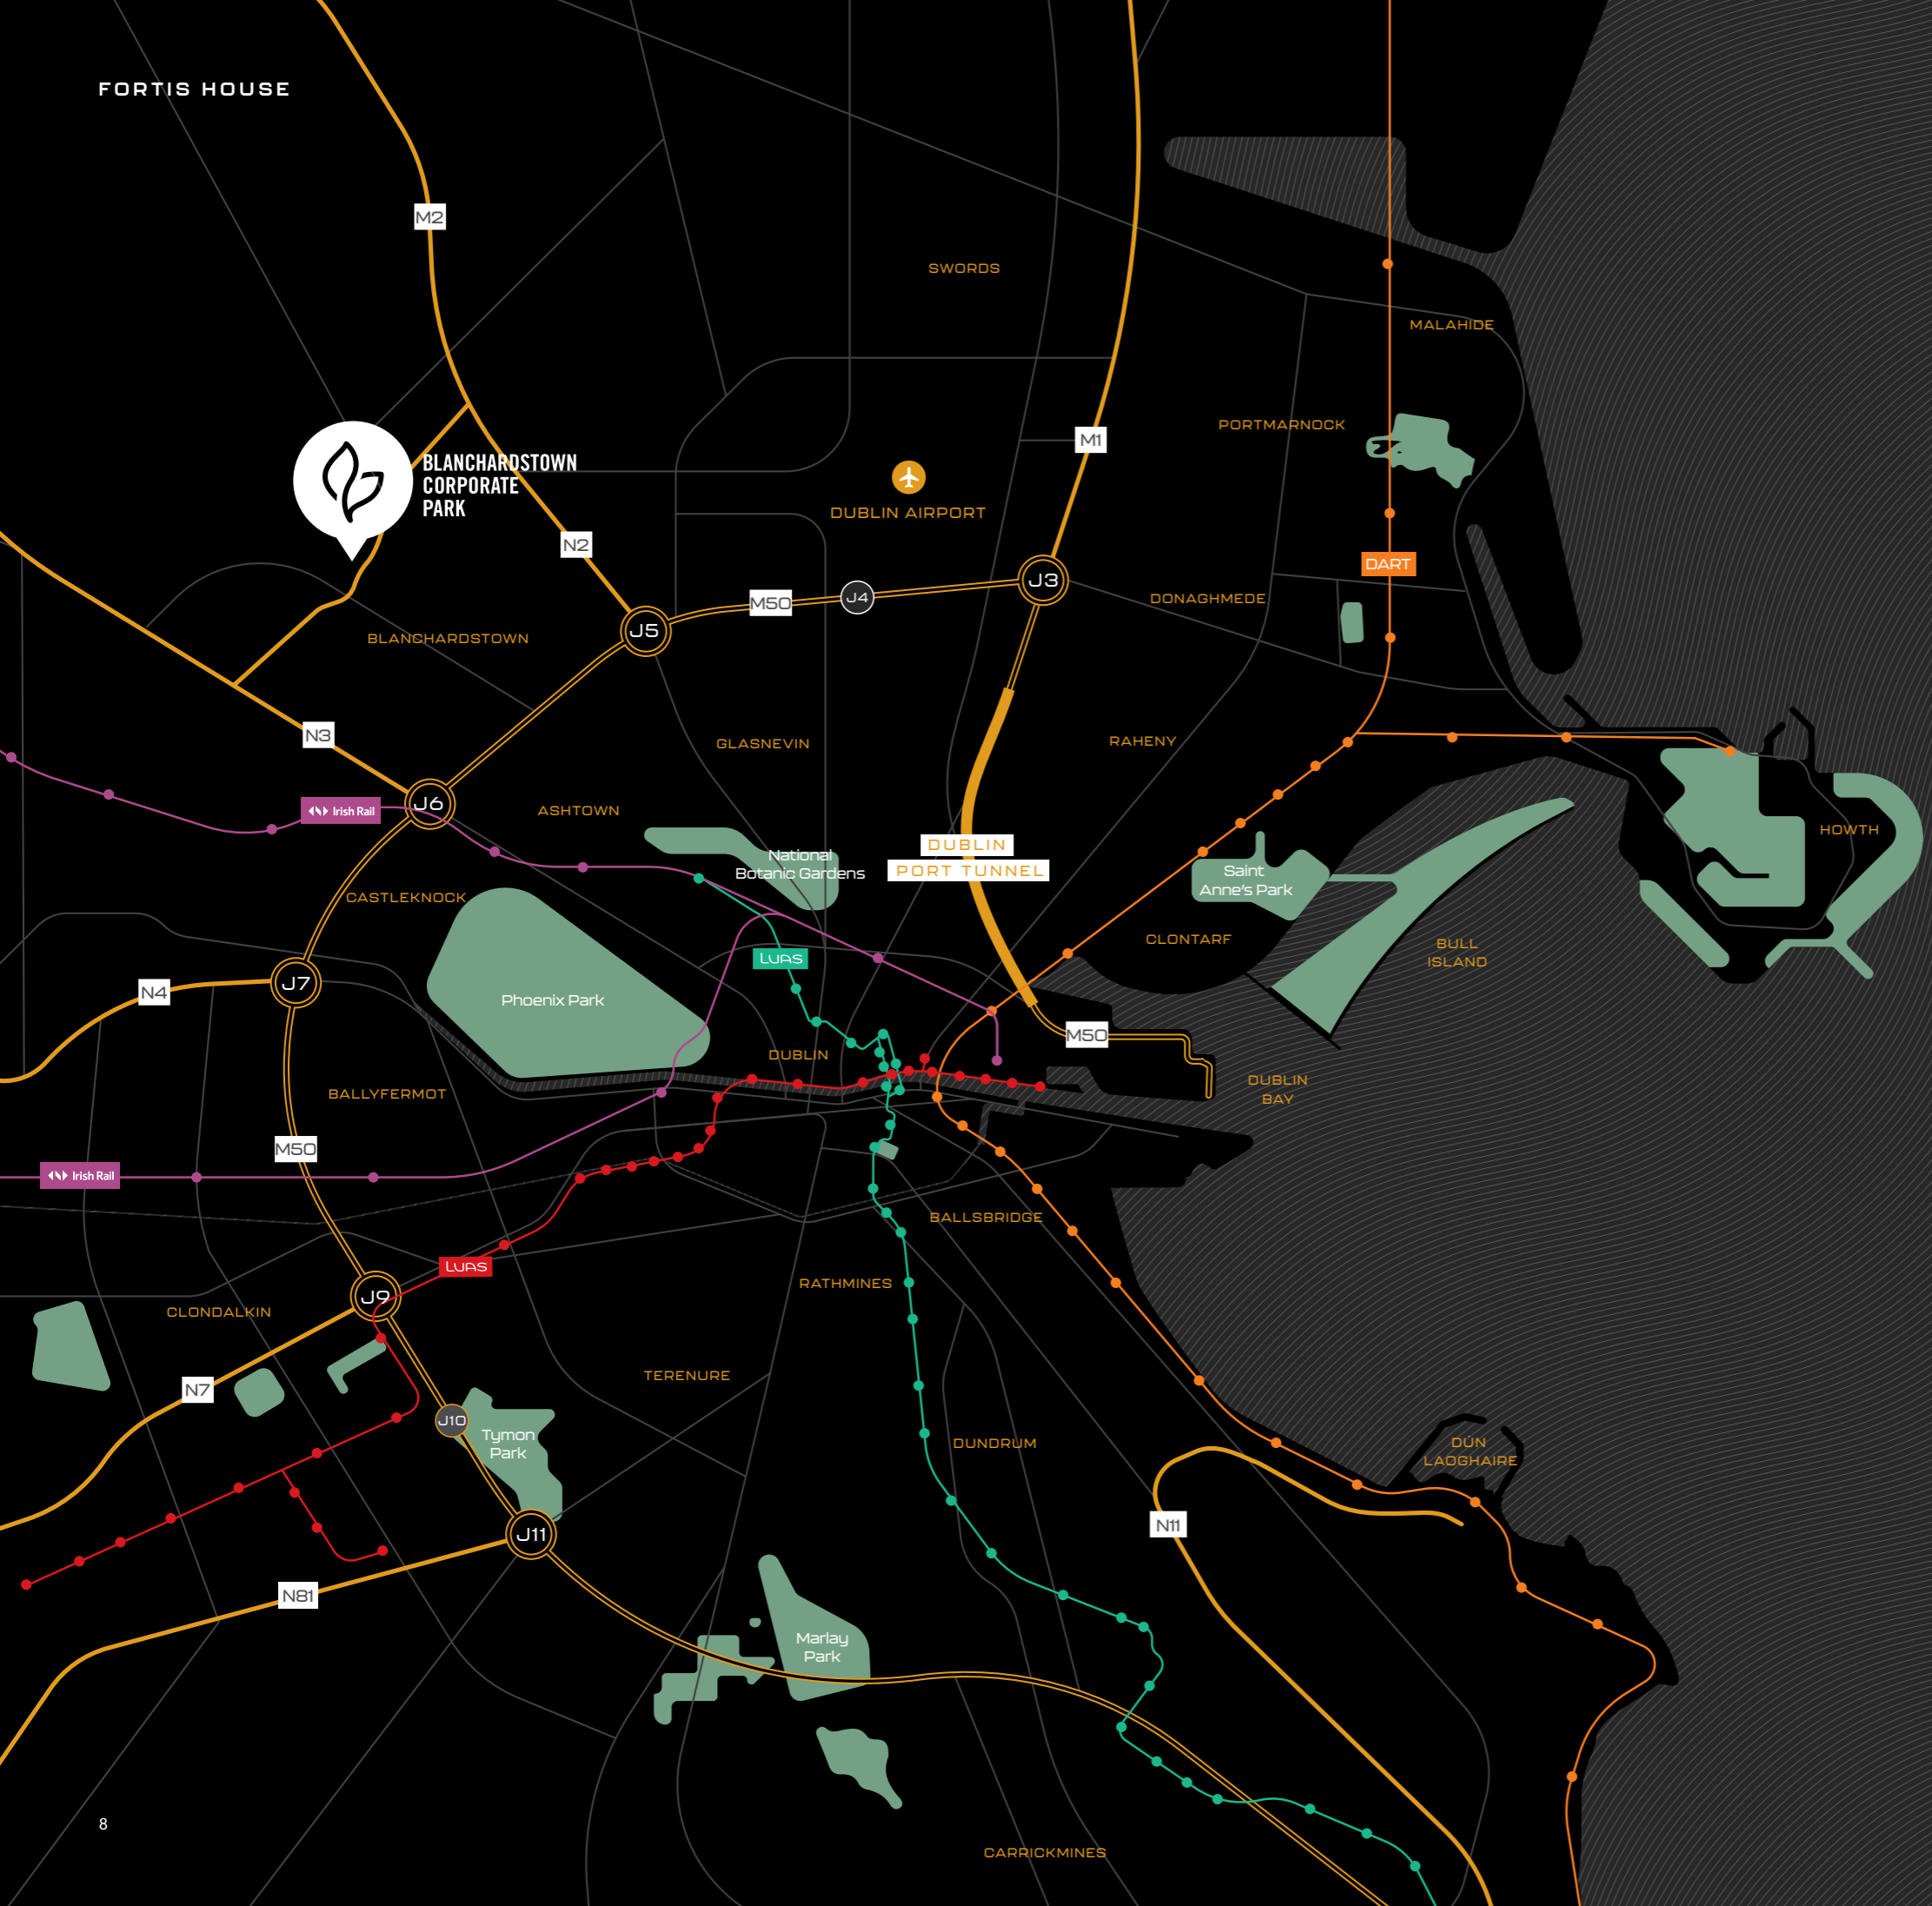 FORTIS HOUSE
M2
SWORDS
MALAHIDE
PORTMARNOCK
M1
BLANCHARDSTOWN
CORPORATE
PARK
DUBLIN AIRPORT
N2
DART
J3
M50
J4
DONAGHMEDE
J5
BLANCHARDSTOWN
N3
GLASNEVIN
RAHENY
J6
Irish Rail
ASHTOWN
HOWTH
DUBLIN
PORT TUNNEL
National
Botanic Gardens
Saint
Anne's Park
CASTLEKNOCK
CLONTARF
BULL
ISLAND
LUAS
J7
N4
Phoenix Park
M50
DUBLIN
DUBLIN
BAY
BALLYFERMOT
M50
Irish Rail
BALLSBRIDGE
LUAS
RATHMINES
J9
CLONDALKIN
TERENURE
N7
J10
Tymon
Park
DUNDRUM
DÚN
LAOGHAIRE
N11
J11
N81
Marlay
Park
8
CARRICKMINES